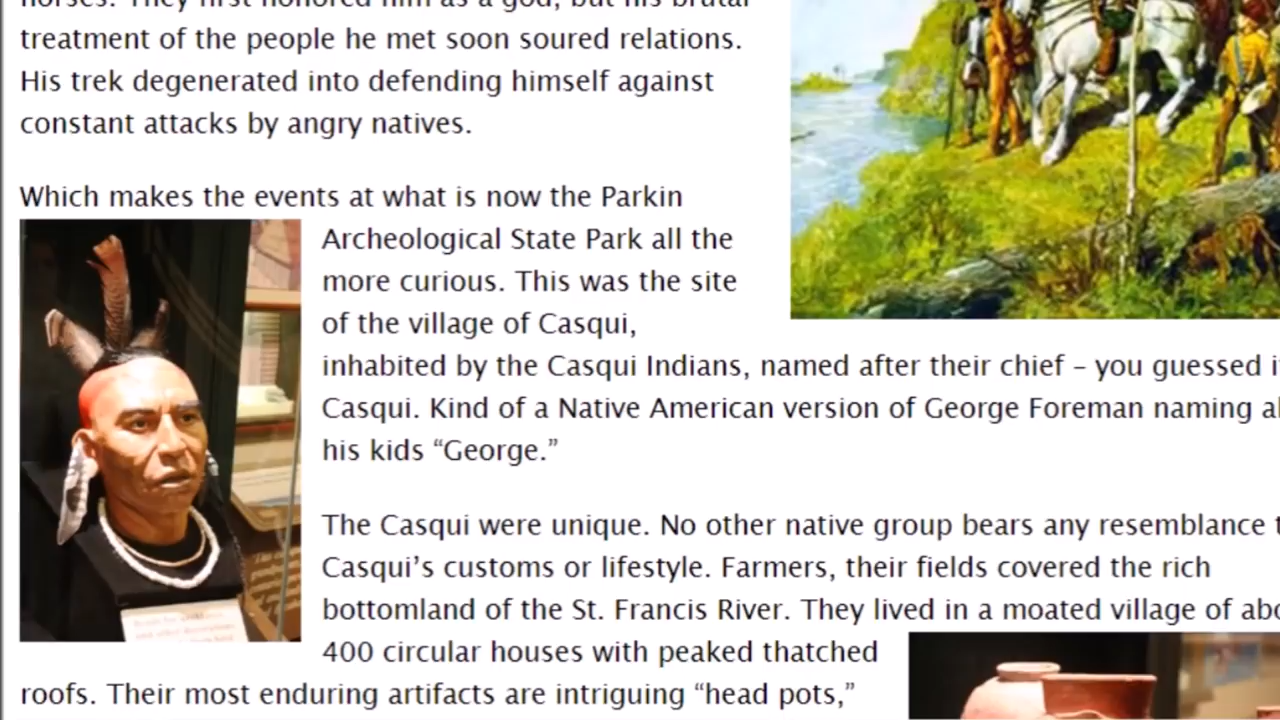 treatment of the people he met soon soured relations.
His trek degenerated into defending himself against
constant attacks by angry natives.
Which makes the events at what is now the Parkin
Archeological State Park all the
more curious. This was the site
of the village of Casqui,
inhabited by the Casqui Indians, named after their chief – you guessed
Casqui. Kind of a Native American version of George Foreman naming
his kids “George.”
The Casqui were unique. No other native group bears any resemblance
Casqui’s customs or lifestyle. Farmers, their fields covered the rich
bottomland of the St. Francis River. They lived in a moated village of
400 circular houses with peaked thatched
roofs. Their most enduring artifacts are intriguing “head pots,”